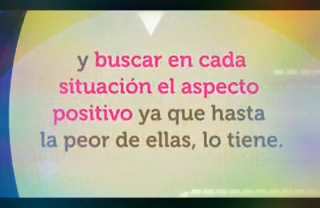 y buscar en cada
situación el aspecto
positivo ya que hasta
la peor de ellas, lo tiene.